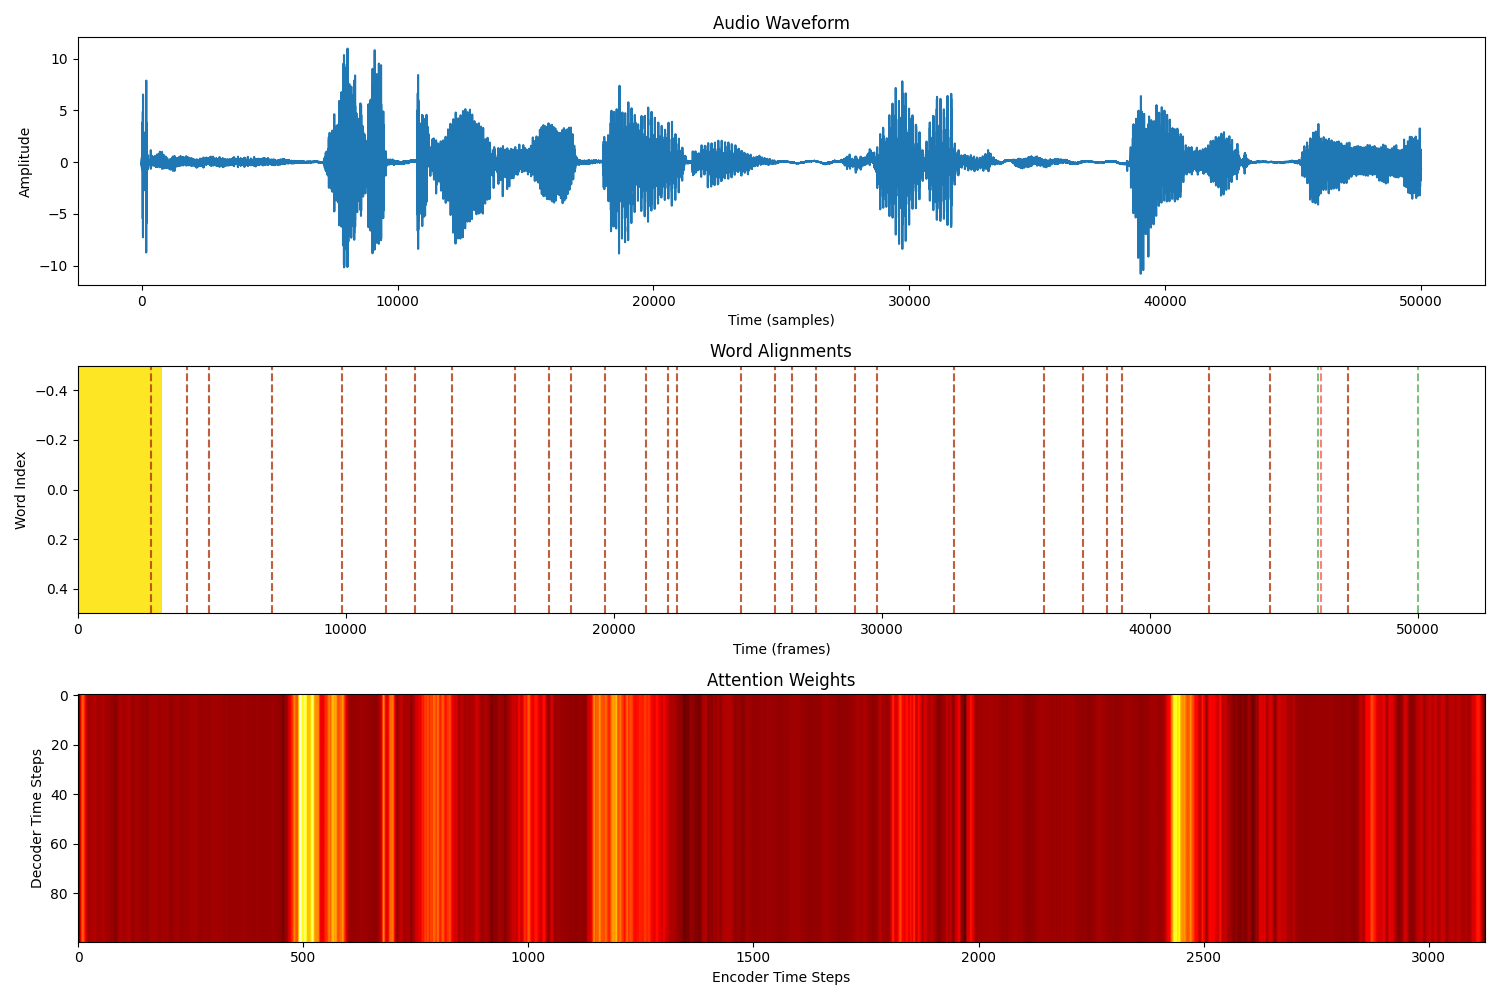 Audio Waveform
10
5
0
−5
−10
Amplitude
0 10000 20000 30000 40000 50000
Time (samples)
Word Alignments
−0.4
−0.2
0.0
0.2
0.4
Word Index
0 10000 20000 30000 40000 50000
Time (frames)
Attention Weights
0
20
40
60
80
Decoder Time Steps
0 500 1000 1500 2000 2500 3000
Encoder Time Steps